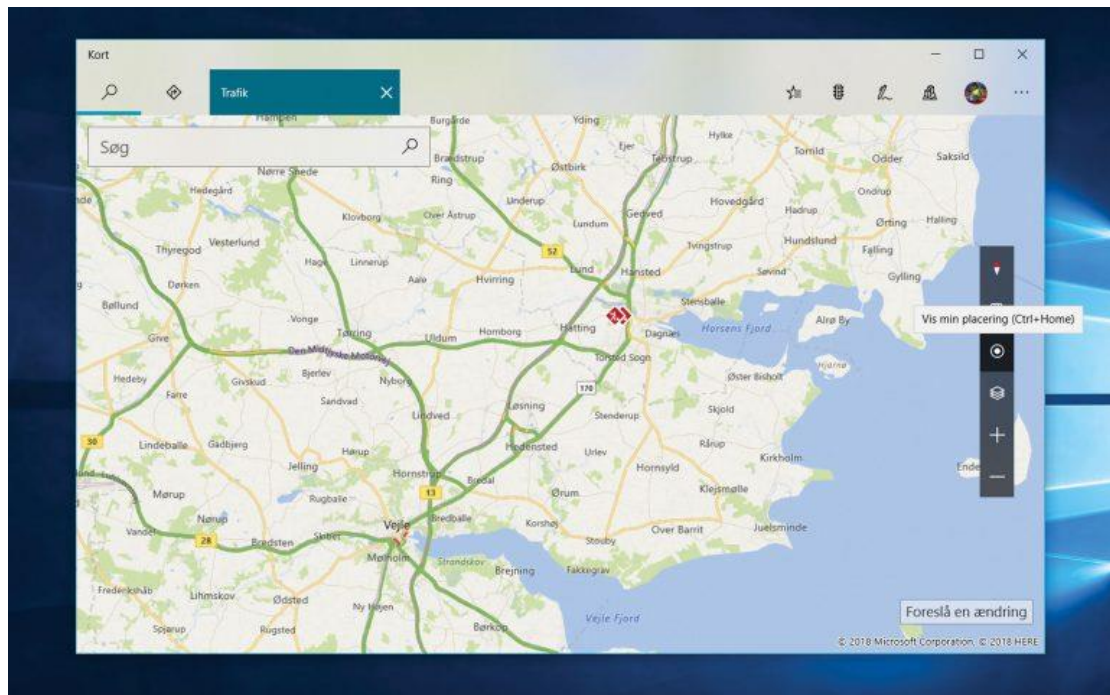 Kort
Trafik
Søg
Hampen
Burgårde
Yding
Hylke
Ejer
Tebstrup
Tornild
Odder
Saksild
Brædstrup
Østbirk
Nørre Snede
Ring
Hedegård
Underup
Ondrup
Hovedgård
Hadrup
Klovborg
Over Åstrup
Gedved
Lundum
Ørting
Halling
Thyregod
Vesterlund
52
Tvingstrup
Hundslund
Falling
Hage
Linnerup
Lund
Hansted
Søvind
Gylling
Dørken
Aale
Hvirring
Bøllund
Stensballe
Vonge
Alrø By
Vis min placering (Ctrl+Home)
Give
Tørring
Uldum
Hornborg
Hatting
Dagnæs
Horsens Fjord
Den Midtjyske Motorvej
Torsted Sogn
Hjarnø
Hedeby
Givskud
Bjerlev
Nyborg
170
Øster Bisholt
Farre
Sandvad
Lindved
Løsning
Stenderup
Skjold
30
Lindeballe
Gadbjerg
Hørup
Hedensted
Urlev
Rårup
Kirkholm
Jelling
Hornstrup
Bredal
Hornsyld
Ende
Mørup
Rugballe
13
Ørum
Klejsmølle
Nørup
Vejle
Bredballe
Korshøj
Over Barrit
Juelsminde
Vandel
28
Bredsten
Skibet
Stouby
Mølholm
Strandskov
Brejning
Fakkegrav
Frederikshåb
Lihmskov
Ødsted
Ny Højen
Vejle Fjord
Foreslå en ændring
Spjarup
Rugsted
Børkop
© 2018 Microsoft Corporation, © 2018 HERE